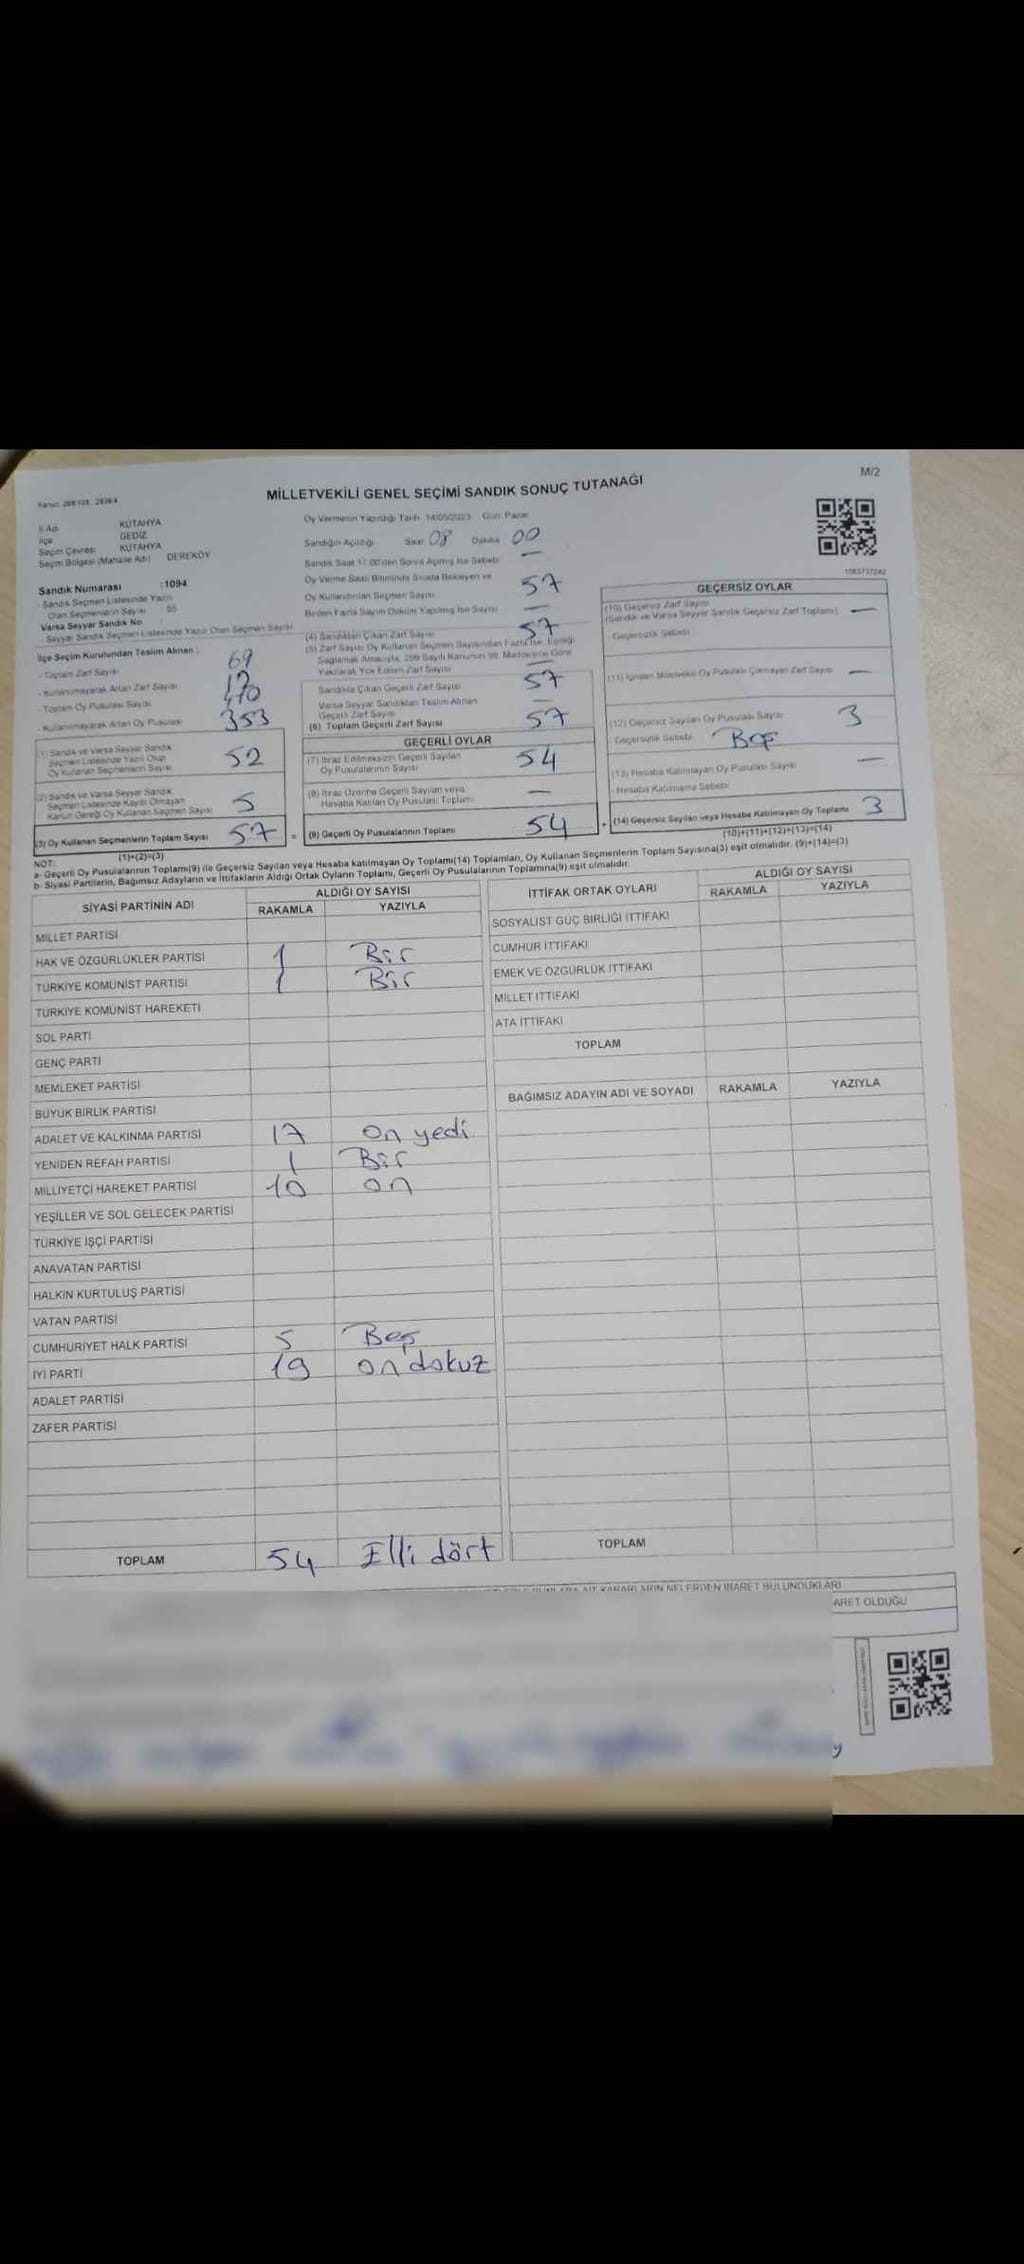 M/2
MİLLETVEKİLİ GENEL SEÇİMİ SANDIK SONUÇ TUTANAĞI
İl Adı KÜTAHYA
İlçe GEDİZ
Seçim Çevresi KÜTAHYA
Seçim Bölgesi (Mahalle Adı) DEREKÖY
Sandık Numarası :1094
- Sandık Seçmen Listesinde Yazılı
Olan Seçmenlerin Sayısı 55
Varsa Seyyar Sandık No
- Seyyar Sandık Seçmen Listesinde Yazılı Olan Seçmen Sayısı
İlçe Seçim Kurulundan Teslim Alınan :
- Toplam Zarf Sayısı 69
- Kullanılmayarak Artan Zarf Sayısı 12
- Toplam Oy Pusulası Sayısı 410
- Kullanılmayarak Artan Oy Pusulası 353
(1) Sandık ve Varsa Seyyar Sandık
Seçmen Listesinde Yazılı Olup
Oy Kullanan Seçmenlerin Sayısı 52
(2) Sandık ve Varsa Seyyar Sandık
Seçmen Listesinde Kaydı Olmayan
Kanun Gereği Oy Kullanan Seçmen Sayısı 5
(3) Oy Kullanan Seçmenlerin Toplam Sayısı 57 =
(1)+(2)=(3)
Oy Vermenin Yapıldığı Tarih 14/05/2023 Gün Pazar
Sandığın Açıldığı Saat 08 Dakika 00
Sandık Saat 17.00'den Sonra Açılmış İse Sebebi —
Oy Verme Saati Bitiminde Sırada Bekleyen ve
Oy Kullandırılan Seçmen Sayısı 57
Birden Fazla Sayım Döküm Yapılmış İse Sayısı —
(4) Sandıktan Çıkan Zarf Sayısı 57
(5) Zarf Sayısı Oy Kullanan Seçmen Sayısından Fazla İse, Eşitliği
Sağlamak Amacıyla, 298 Sayılı Kanunun 98. Maddesine Göre
Yakılarak Yok Edilen Zarf Sayısı —
Sandıkta Çıkan Geçerli Zarf Sayısı 57
Varsa Seyyar Sandıktan Teslim Alınan
Geçerli Zarf Sayısı —
(6) Toplam Geçerli Zarf Sayısı 57
GEÇERLİ OYLAR
(7) İtiraz Edilmeksizin Geçerli Sayılan
Oy Pusulalarının Sayısı 54
(8) İtiraz Üzerine Geçerli Sayılan veya
Hesaba Katılan Oy Pusulası Toplamı —
(9) Geçerli Oy Pusulalarının Toplamı 54 +
1083737242
GEÇERSİZ OYLAR
(10) Geçersiz Zarf Sayısı
(Sandık ve Varsa Seyyar Sandık Geçersiz Zarf Toplamı) —
- Geçersizlik Sebebi
(11) İçinden Milletvekili Oy Pusulası Çıkmayan Zarf Sayısı —
(12) Geçersiz Sayılan Oy Pusulası Sayısı 3
- Geçersizlik Sebebi Boş
(13) Hesaba Katılmayan Oy Pusulası Sayısı —
- Hesaba Katılmama Sebebi
(14) Geçersiz Sayılan veya Hesaba Katılmayan Oy Toplamı 3
(10)+(11)+(12)+(13)=(14)
NOT:
a- Geçerli Oy Pusulalarının Toplamı(9) ile Geçersiz Sayılan veya Hesaba katılmayan Oy Toplamı(14) Toplamları, Oy Kullanan Seçmenlerin Toplam Sayısına(3) eşit olmalıdır. (9)+(14)=(3)
b- Siyasi Partilerin, Bağımsız Adayların ve İttifakların Aldığı Ortak Oyların Toplamı, Geçerli Oy Pusulalarının Toplamına(9) eşit olmalıdır.
SİYASİ PARTİNİN ADI ALDIĞI OY SAYISI
RAKAMLA YAZIYLA
MİLLET PARTİSİ
HAK VE ÖZGÜRLÜKLER PARTİSİ 1 Bir
TÜRKİYE KOMÜNİST PARTİSİ 1 Bir
TÜRKİYE KOMÜNİST HAREKETİ
SOL PARTİ
GENÇ PARTİ
MEMLEKET PARTİSİ
BÜYÜK BİRLİK PARTİSİ
ADALET VE KALKINMA PARTİSİ 17 On yedi
YENİDEN REFAH PARTİSİ 1 Bir
MİLLİYETÇİ HAREKET PARTİSİ 10 on
YEŞİLLER VE SOL GELECEK PARTİSİ
TÜRKİYE İŞÇİ PARTİSİ
ANAVATAN PARTİSİ
HALKIN KURTULUŞ PARTİSİ
VATAN PARTİSİ
CUMHURİYET HALK PARTİSİ 5 Beş
İYİ PARTİ 19 on dokuz
ADALET PARTİSİ
ZAFER PARTİSİ
TOPLAM 54 Elli dört
İTTİFAK ORTAK OYLARI ALDIĞI OY SAYISI
RAKAMLA YAZIYLA
SOSYALİST GÜÇ BİRLİĞİ İTTİFAKI
CUMHUR İTTİFAKI
EMEK VE ÖZGÜRLÜK İTTİFAKI
MİLLET İTTİFAKI
ATA İTTİFAKI
TOPLAM
BAĞIMSIZ ADAYIN ADI VE SOYADI RAKAMLA YAZIYLA
TOPLAM
KARARLARIN NELERDEN İBARET BULUNDUKLARI
ARET OLDUĞU